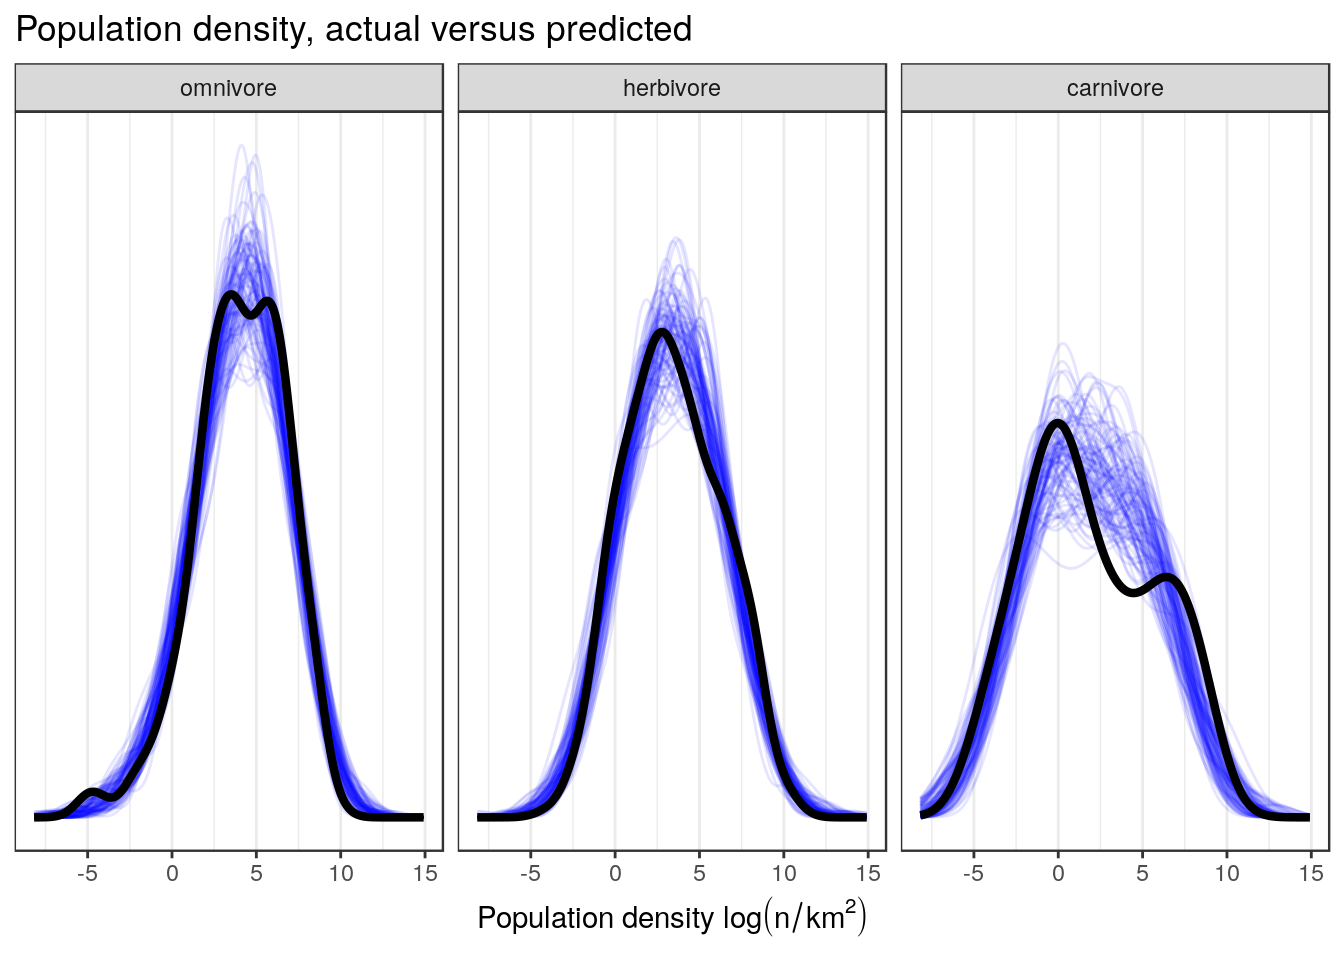 Population density, actual versus predicted
omnivore herbivore carnivore
-5 0 5 10 15 -5 0 5 10 15 -5 0 5 10 15
Population density log(n/km²)